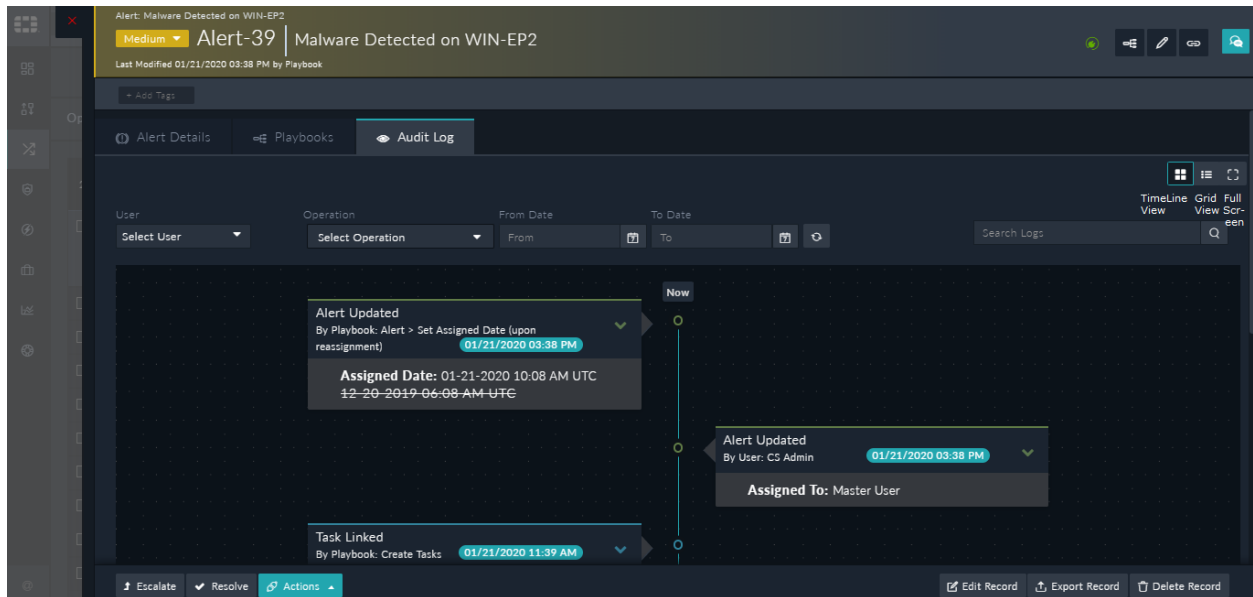 Alert: Malware Detected on WIN-EP2
Medium Alert-39 Malware Detected on WIN-EP2
Last Modified 01/21/2020 03:38 PM by Playbook
+ Add Tags
Alert Details Playbooks Audit Log
TimeLine View Grid View Full Scr-een
User Operation From Date To Date
Select User Select Operation From To Search Logs
Now
Alert Updated
By Playbook: Alert > Set Assigned Date (upon
reassignment) 01/21/2020 03:38 PM
Assigned Date: 01-21-2020 10:08 AM UTC
12-20-2019 06:08 AM UTC
Alert Updated
By User: CS Admin 01/21/2020 03:38 PM
Assigned To: Master User
Task Linked
By Playbook: Create Tasks 01/21/2020 11:39 AM
Escalate Resolve Actions Edit Record Export Record Delete Record